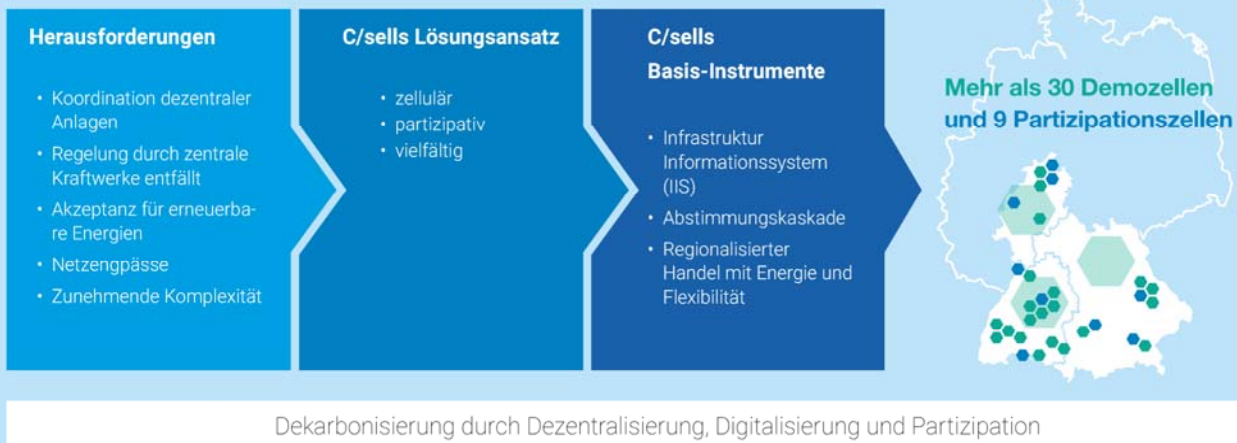 Herausforderungen
• Koordination dezentraler
Anlagen
• Regelung durch zentrale
Kraftwerke entfällt
• Akzeptanz für erneuerba-
re Energien
• Netzengpässe
• Zunehmende Komplexität
C/sells Lösungsansatz
• zellulär
• partizipativ
• vielfältig
C/sells
Basis-Instrumente
• Infrastruktur
Informationssystem
(IIS)
• Abstimmungskaskade
• Regionalisierter
Handel mit Energie und
Flexibilität
Mehr als 30 Demozellen
und 9 Partizipationszellen
Dekarbonisierung durch Dezentralisierung, Digitalisierung und Partizipation